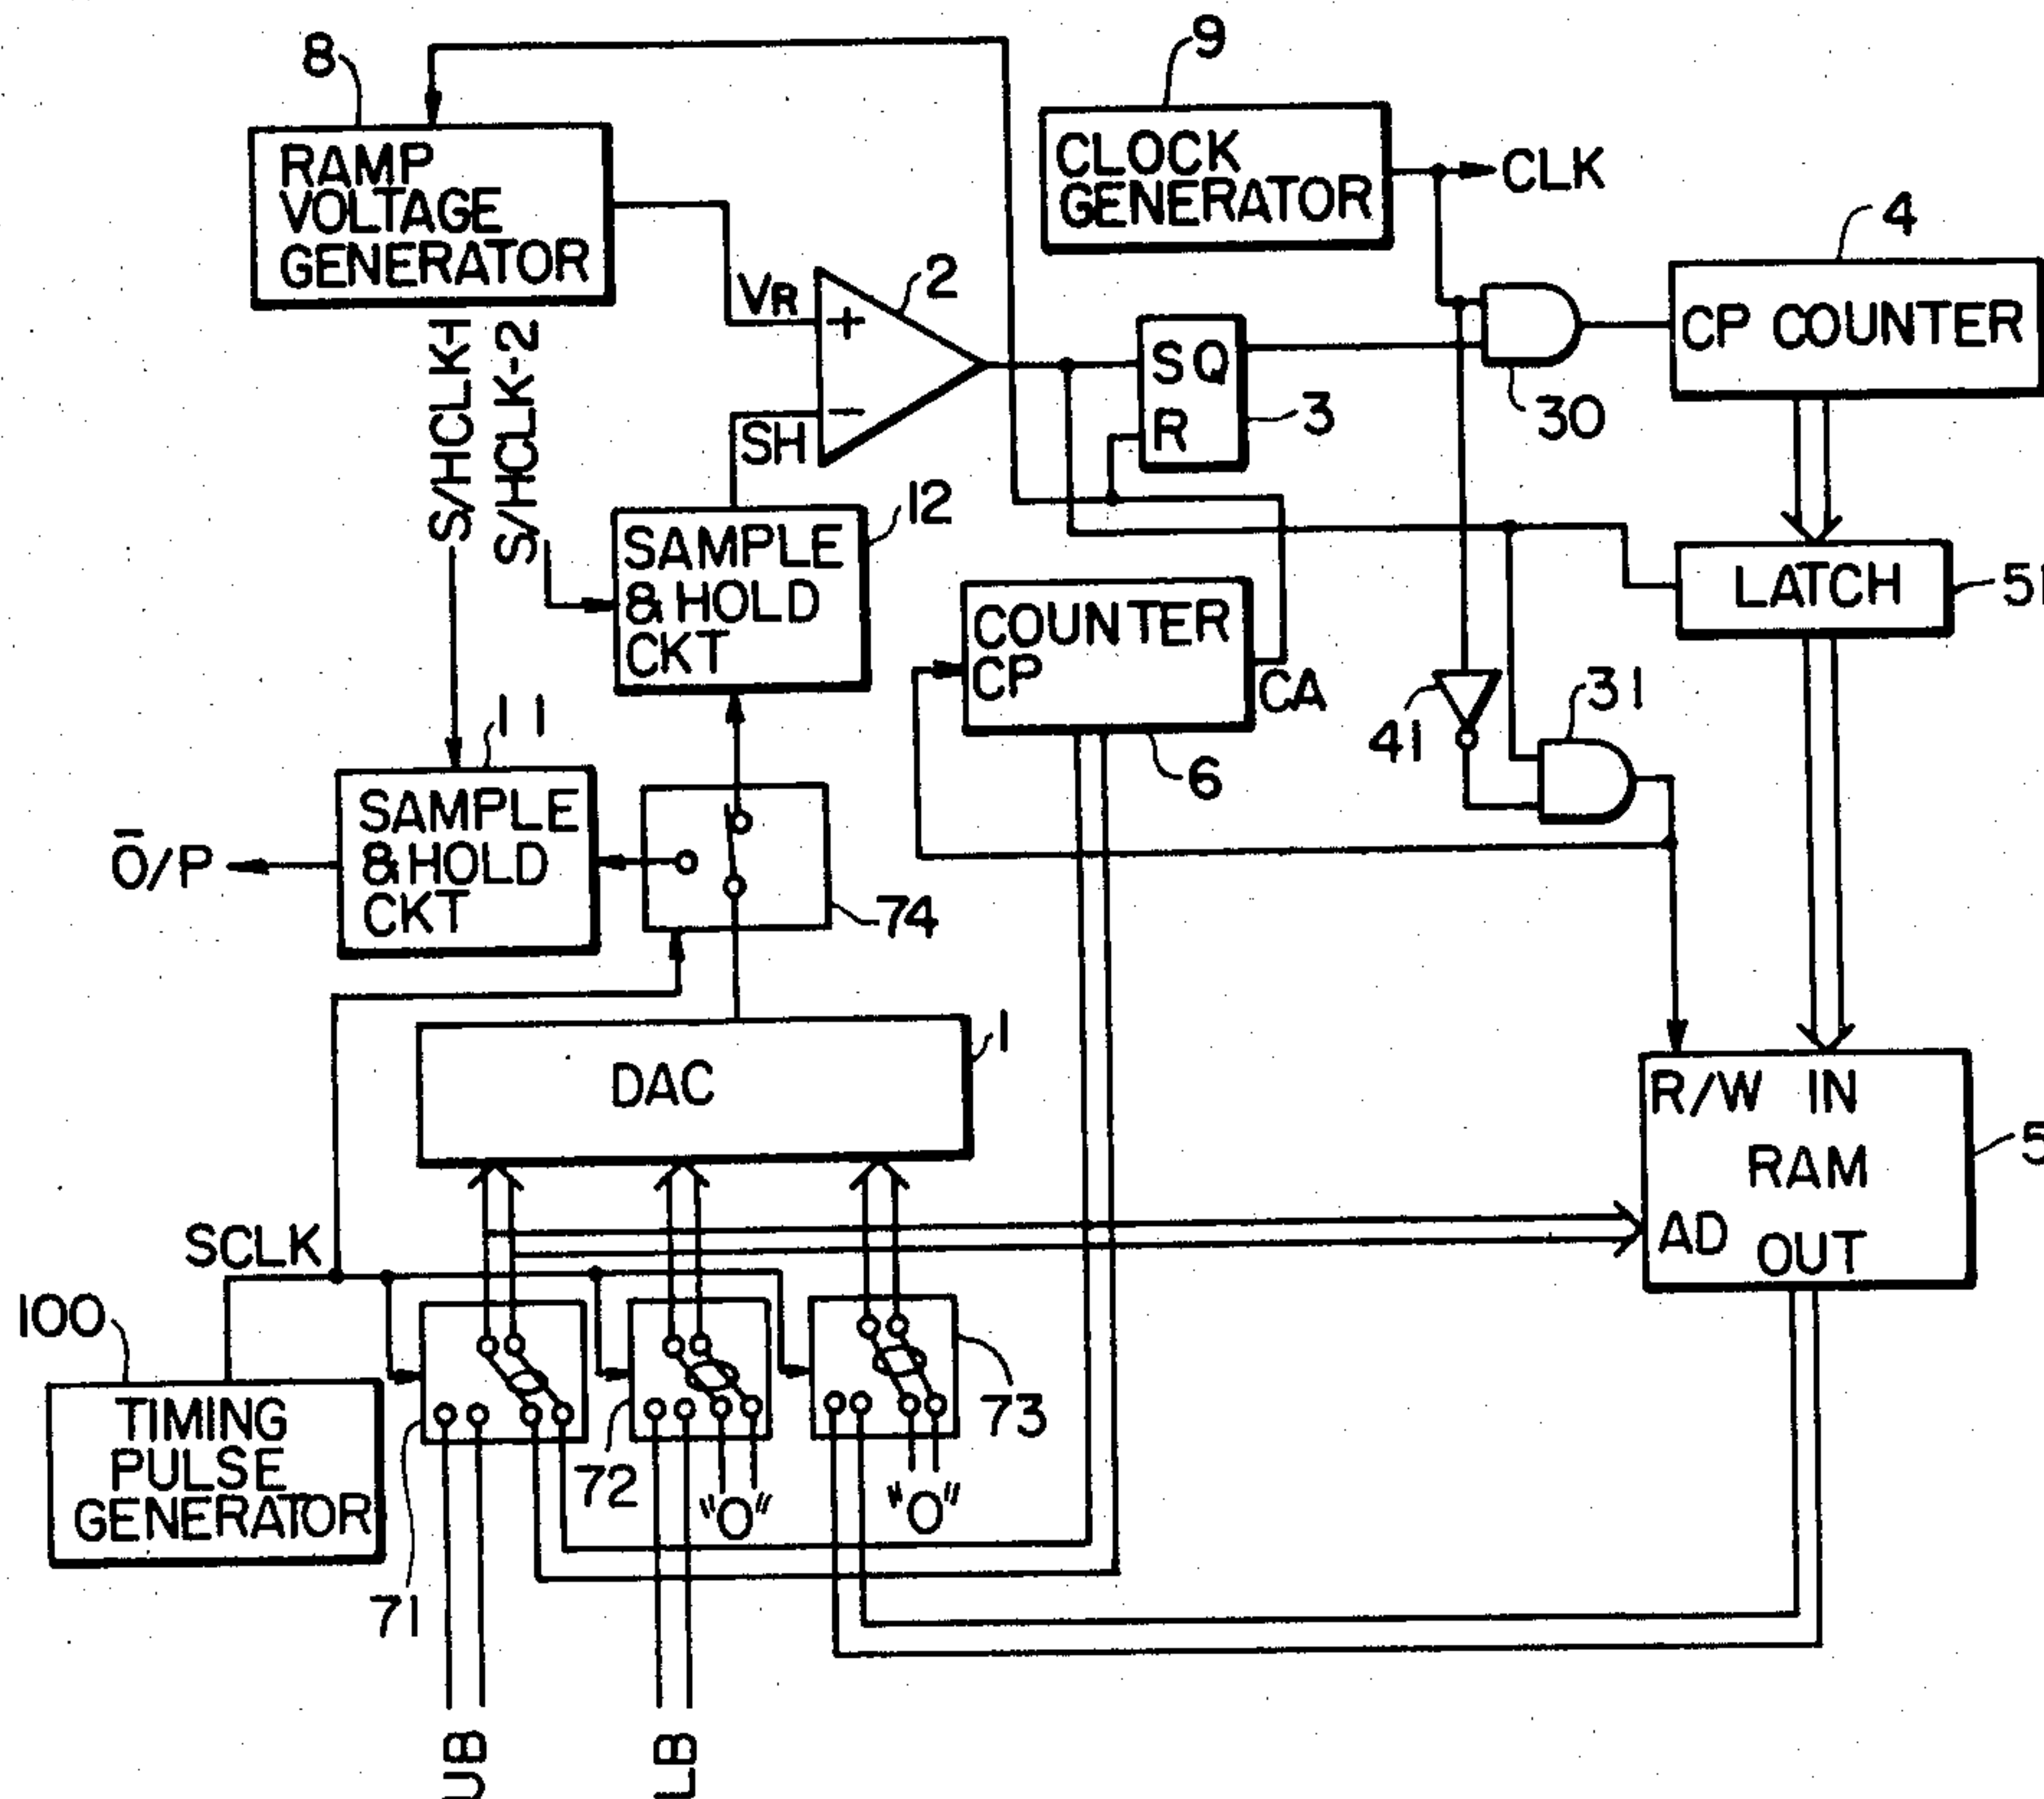 8
9
RAMP
VOLTAGE
GENERATOR
CLOCK
GENERATOR
CLK
4
CP COUNTER
VR
+
2
−
SH
S Q
R
3
30
S/HCLK-1
S/HCLK-2
12
SAMPLE
& HOLD
CKT
COUNTER
CP
CA
6
LATCH
51
41
31
11
SAMPLE
& HOLD
CKT
O̅/P
74
1
DAC
R/W IN
RAM
AD OUT
5
SCLK
100
TIMING
PULSE
GENERATOR
71
72
"0"
"0"
73
UB
LB